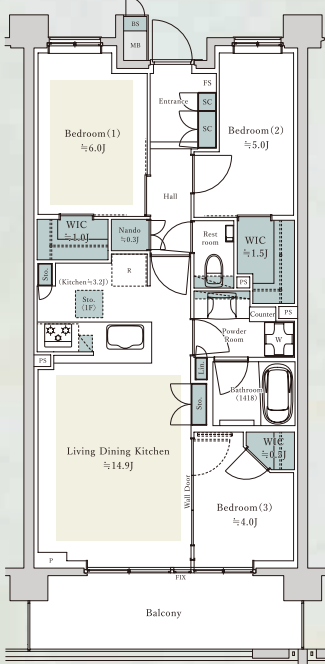 BS
MB
FS
Entrance
SC
SC
Bedroom(1)
≒6.0J
Bedroom(2)
≒5.0J
Hall
WIC
≒1.0J
Nando
≒0.3J
Rest
room
WIC
≒1.5J
Sto.
(Kitchen≒3.2J)
R
PS
Sto.
(1F)
Counter
PS
Powder
Room
W
PS
Lin.
Bathroom
(1418)
Sto.
Living Dining Kitchen
≒14.9J
WIC
≒0.5J
Wall Door
Bedroom(3)
≒4.0J
P
FIX
Balcony